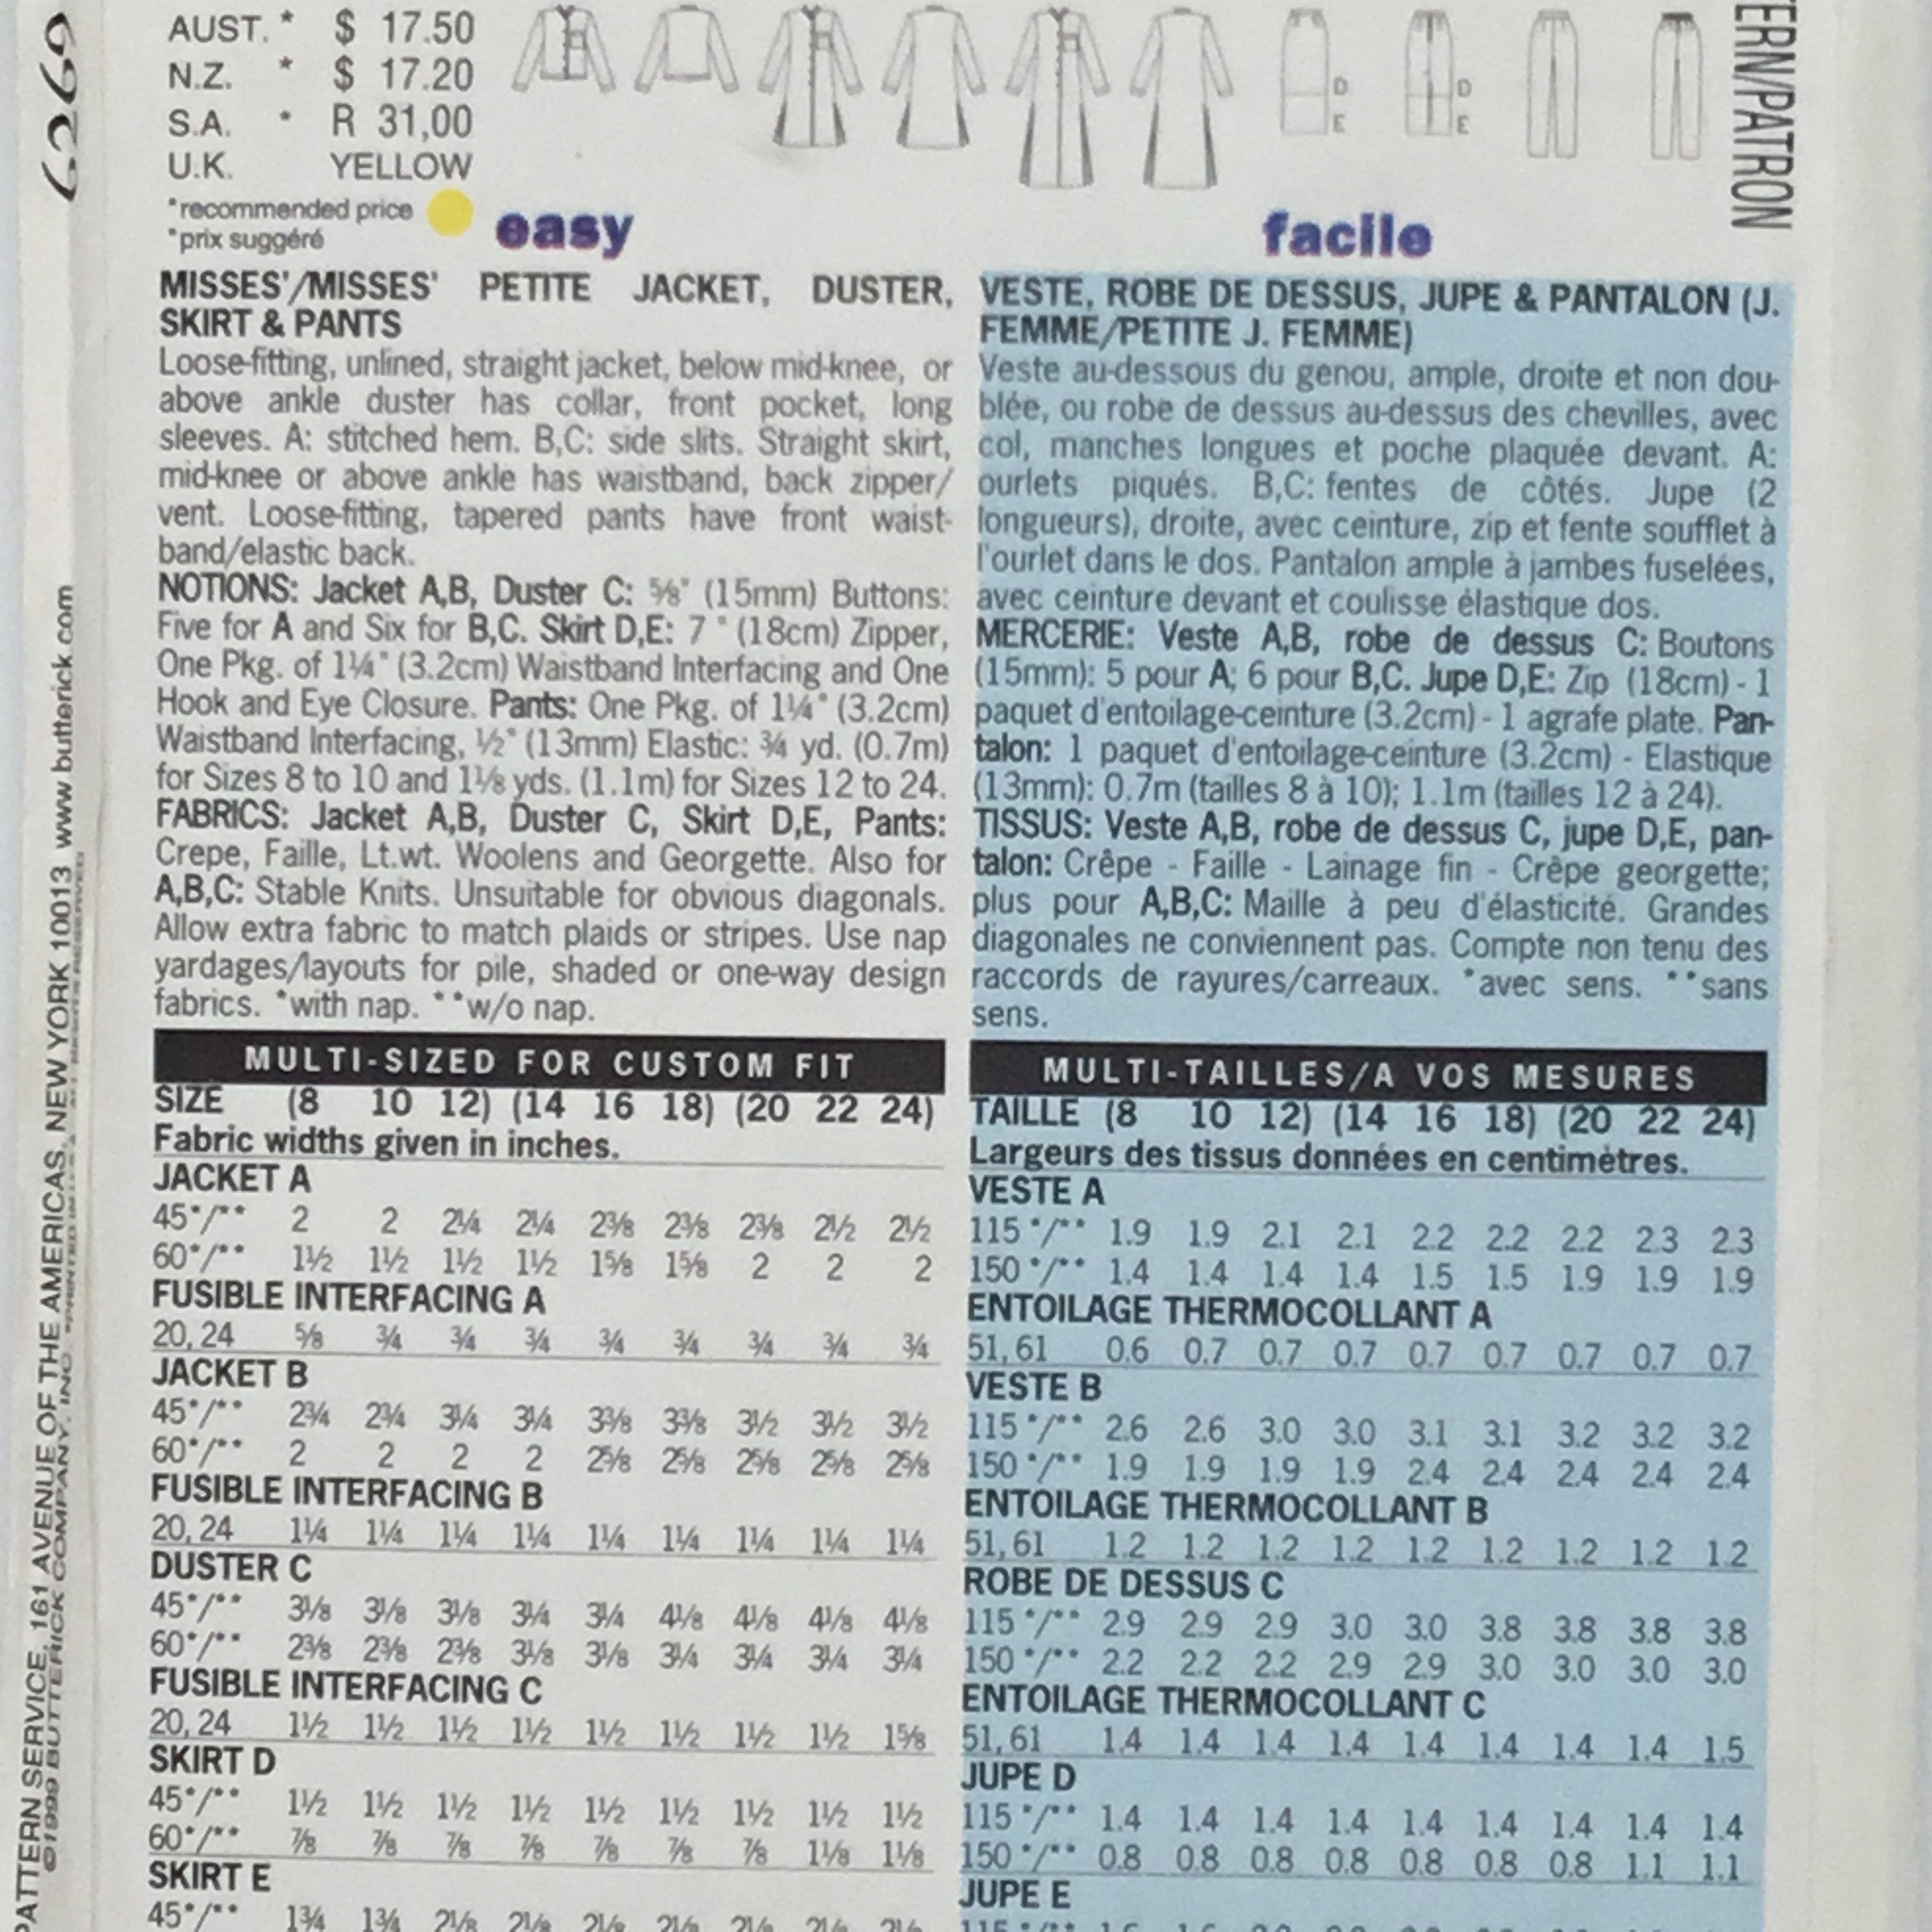 6269
AUST. * $ 17.50
N.Z. * $ 17.20
S.A. * R 31,00
U.K. YELLOW
*recommended price
*prix suggéré
D
E
D
E
TERN/PATRON
easy
MISSES'/MISSES' PETITE JACKET, DUSTER,
SKIRT & PANTS
Loose-fitting, unlined, straight jacket, below mid-knee, or
above ankle duster has collar, front pocket, long
sleeves. A: stitched hem. B,C: side slits. Straight skirt,
mid-knee or above ankle has waistband, back zipper/
vent. Loose-fitting, tapered pants have front waist-
band/elastic back.
NOTIONS: Jacket A,B, Duster C: ⅝" (15mm) Buttons:
Five for A and Six for B,C. Skirt D,E: 7 " (18cm) Zipper,
One Pkg. of 1¼" (3.2cm) Waistband Interfacing and One
Hook and Eye Closure. Pants: One Pkg. of 1¼" (3.2cm)
Waistband Interfacing, ½" (13mm) Elastic: ¾ yd. (0.7m)
for Sizes 8 to 10 and 1⅛ yds. (1.1m) for Sizes 12 to 24.
FABRICS: Jacket A,B, Duster C, Skirt D,E, Pants:
Crepe, Faille, Lt.wt. Woolens and Georgette. Also for
A,B,C: Stable Knits. Unsuitable for obvious diagonals.
Allow extra fabric to match plaids or stripes. Use nap
yardages/layouts for pile, shaded or one-way design
fabrics. *with nap. **w/o nap.
MULTI-SIZED FOR CUSTOM FIT
SIZE (8 10 12) (14 16 18) (20 22 24)
Fabric widths given in inches.
JACKET A
45*/** 2 2 2¼ 2¼ 2⅜ 2⅜ 2⅜ 2½ 2½
60*/** 1½ 1½ 1½ 1½ 1⅝ 1⅝ 2 2 2
FUSIBLE INTERFACING A
20, 24 ⅝ ¾ ¾ ¾ ¾ ¾ ¾ ¾ ¾
JACKET B
45*/** 2¾ 2¾ 3¼ 3¼ 3⅜ 3⅜ 3½ 3½ 3½
60*/** 2 2 2 2 2⅝ 2⅝ 2⅝ 2⅝ 2⅝
FUSIBLE INTERFACING B
20, 24 1¼ 1¼ 1¼ 1¼ 1¼ 1¼ 1¼ 1¼ 1¼
DUSTER C
45*/** 3⅛ 3⅛ 3⅛ 3¼ 3¼ 4⅛ 4⅛ 4⅛ 4⅛
60*/** 2⅜ 2⅜ 2⅜ 3⅛ 3⅛ 3¼ 3¼ 3¼ 3¼
FUSIBLE INTERFACING C
20, 24 1½ 1½ 1½ 1½ 1½ 1½ 1½ 1½ 1⅝
SKIRT D
45*/** 1½ 1½ 1½ 1½ 1½ 1½ 1½ 1½ 1½
60*/** ⅞ ⅞ ⅞ ⅞ ⅞ ⅞ ⅞ 1⅛ 1⅛
SKIRT E
45*/** 1¾ 1¾ 2⅛ 2⅛ 2⅛ 2⅛ 2⅛
facile
VESTE, ROBE DE DESSUS, JUPE & PANTALON (J.
FEMME/PETITE J. FEMME)
Veste au-dessous du genou, ample, droite et non dou-
blée, ou robe de dessus au-dessus des chevilles, avec
col, manches longues et poche plaquée devant. A:
ourlets piqués. B,C: fentes de côtés. Jupe (2
longueurs), droite, avec ceinture, zip et fente soufflet à
l'ourlet dans le dos. Pantalon ample à jambes fuselées,
avec ceinture devant et coulisse élastique dos.
MERCERIE: Veste A,B, robe de dessus C: Boutons
(15mm): 5 pour A; 6 pour B,C. Jupe D,E: Zip (18cm) - 1
paquet d'entoilage-ceinture (3.2cm) - 1 agrafe plate. Pan-
talon: 1 paquet d'entoilage-ceinture (3.2cm) - Elastique
(13mm): 0.7m (tailles 8 à 10); 1.1m (tailles 12 à 24).
TISSUS: Veste A,B, robe de dessus C, jupe D,E, pan-
talon: Crêpe - Faille - Lainage fin - Crêpe georgette;
plus pour A,B,C: Maille à peu d'élasticité. Grandes
diagonales ne conviennent pas. Compte non tenu des
raccords de rayures/carreaux. *avec sens. **sans
sens.
MULTI-TAILLES/A VOS MESURES
TAILLE (8 10 12) (14 16 18) (20 22 24)
Largeurs des tissus données en centimètres.
VESTE A
115 */** 1.9 1.9 2.1 2.1 2.2 2.2 2.2 2.3 2.3
150 */** 1.4 1.4 1.4 1.4 1.5 1.5 1.9 1.9 1.9
ENTOILAGE THERMOCOLLANT A
51, 61 0.6 0.7 0.7 0.7 0.7 0.7 0.7 0.7 0.7
VESTE B
115 */** 2.6 2.6 3.0 3.0 3.1 3.1 3.2 3.2 3.2
150 */** 1.9 1.9 1.9 1.9 2.4 2.4 2.4 2.4 2.4
ENTOILAGE THERMOCOLLANT B
51, 61 1.2 1.2 1.2 1.2 1.2 1.2 1.2 1.2 1.2
ROBE DE DESSUS C
115 */** 2.9 2.9 2.9 3.0 3.0 3.8 3.8 3.8 3.8
150 */** 2.2 2.2 2.2 2.9 2.9 3.0 3.0 3.0 3.0
ENTOILAGE THERMOCOLLANT C
51, 61 1.4 1.4 1.4 1.4 1.4 1.4 1.4 1.4 1.5
JUPE D
115 */** 1.4 1.4 1.4 1.4 1.4 1.4 1.4 1.4 1.4
150 */** 0.8 0.8 0.8 0.8 0.8 0.8 0.8 1.1 1.1
JUPE E
PATTERN SERVICE, 161 AVENUE OF THE AMERICAS, NEW YORK 10013 www.butterick.com
©1999 BUTTERICK COMPANY, INC.